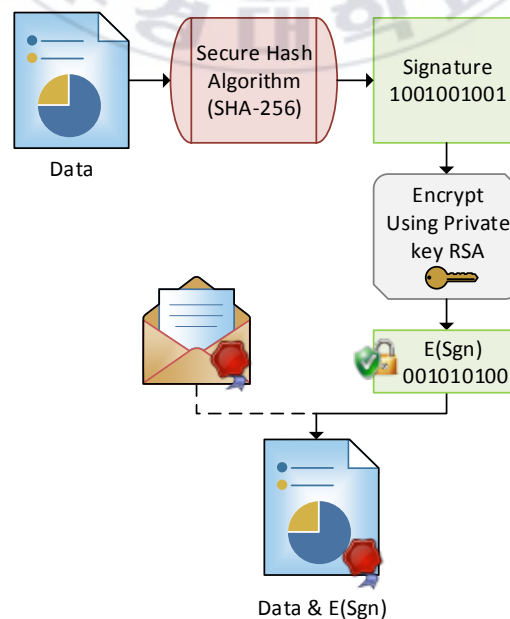 Secure Hash
Algorithm
(SHA-256)
Signature
1001001001
Data
Encrypt
Using Private
key RSA
E(Sgn)
001010100
Data & E(Sgn)